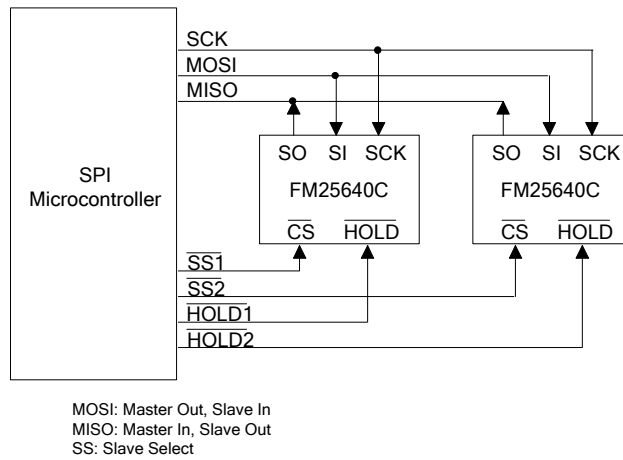 SCK
MOSI
MISO
SO SI SCK
SO SI SCK
SPI
Microcontroller
FM25640C
FM25640C
CS HOLD
CS HOLD
SS1
SS2
HOLD1
HOLD2
MOSI: Master Out, Slave In
MISO: Master In, Slave Out
SS: Slave Select